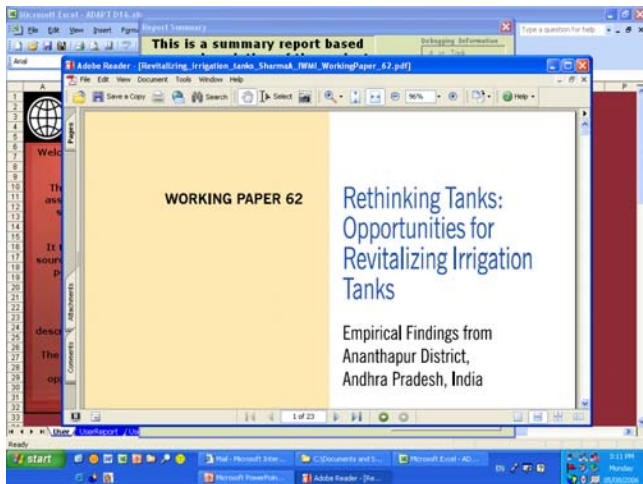 Microsoft Excel - ADAPT D16.xls
Report Summary
File Edit View Insert
Type a question for help
This is a summary report based
Debugging Information
Arial
Adobe Reader - [Revitalizing_irrigation_tanks_SharmaA_IWMI_WorkingPaper_62.pdf]
File Edit View Document Tools Window Help
Save a Copy
Search
Select
96%
Help
Pages
Attachments
Comments
WORKING PAPER 62
Rethinking Tanks:
Opportunities for
Revitalizing Irrigation
Tanks
Empirical Findings from
Ananthapur District,
Andhra Pradesh, India
1 of 23
User
UserReport
Ready
start
Mail - Microsoft Inter...
C:\Documents and S...
Microsoft Excel - AD...
Microsoft PowerPoin...
Adobe Reader - [Re...
EN
3:11 PM
Monday